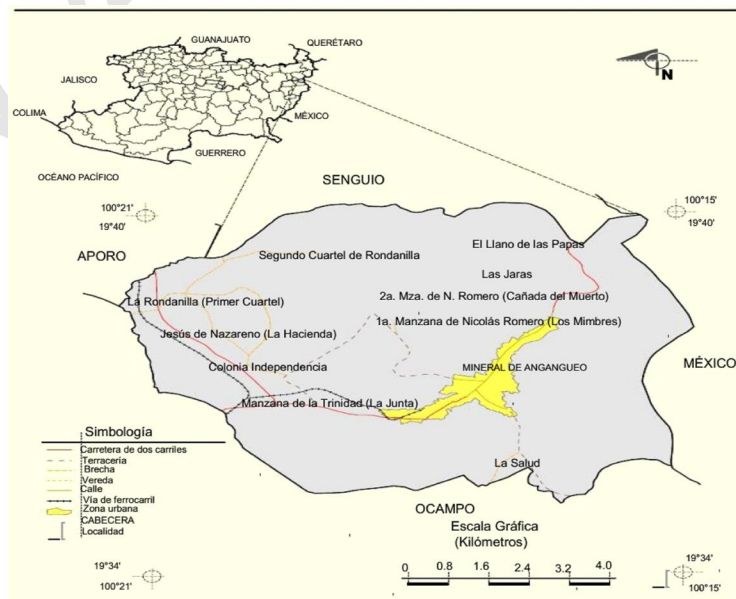 GUANAJUATO
QUERÉTARO
JALISCO
COLIMA
MÉXICO
GUERRERO
OCÉANO PACÍFICO
N
SENGUIO
100°21'
19°40'
100°15'
19°40'
APORO
El Llano de las Papas
Segundo Cuartel de Rondanilla
Las Jaras
La Rondanilla (Primer Cuartel)
2a. Mza. de N. Romero (Cañada del Muerto)
1a. Manzana de Nicolás Romero (Los Mimbres)
Jesús de Nazareno (La Hacienda)
Colonia Independencia
MINERAL DE ANGANGUEO
MÉXICO
Manzana de la Trinidad (La Junta)
La Salud
Simbología
Carretera de dos carriles
Terracería
Brecha
Vereda
Calle
Vía de ferrocarril
Zona urbana
CABECERA
Localidad
OCAMPO
Escala Gráfica
(Kilómetros)
0 0.8 1.6 2.4 3.2 4.0
19°34'
100°21'
19°34'
100°15'